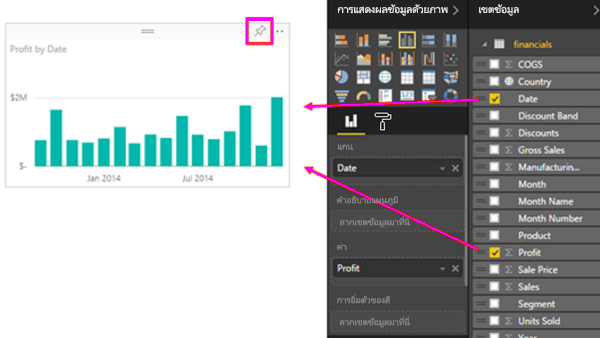 Profit by Date
$2M
$-
Jan 2014
Jul 2014
การแสดงผลข้อมูลด้วยภาพ
แกน
Date
คำอธิบายแผนภูมิ
ลากเขตข้อมูลมาที่นี่
ค่า
Profit
การอิ่มตัวของสี
ลากเขตข้อมูลมาที่นี่
เขตข้อมูล
financials
COGS
Country
Date
Discount Band
Discounts
Gross Sales
Manufacturin...
Month
Month Name
Month Number
Product
Profit
Sale Price
Sales
Segment
Units Sold
Year